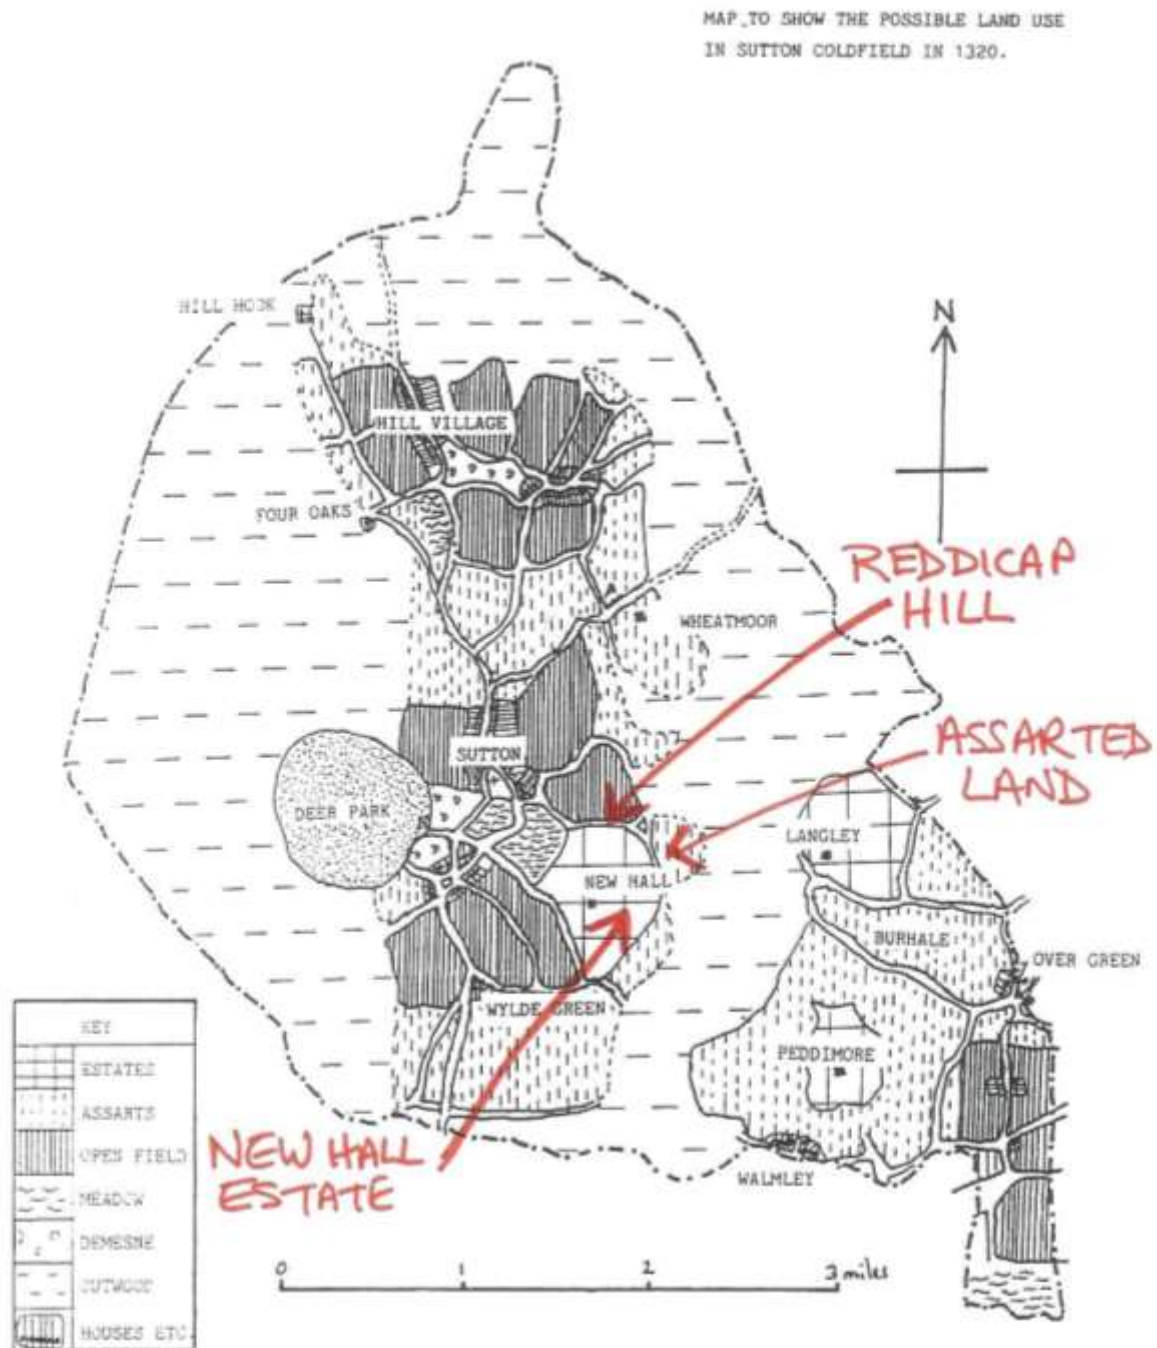 MAP TO SHOW THE POSSIBLE LAND USE
IN SUTTON COLDFIELD IN 1320.
N
HILL HOOK
HILL VILLAGE
FOUR OAKS
REDDICAP
HILL
WHEATMOOR
SUTTON
ASSARTED
LAND
DEER PARK
LANGLEY
NEW HALL
BURHALE
OVER GREEN
WYLDE GREEN
PEDDIMORE
WALMLEY
NEW HALL
ESTATE
KEY
ESTATES
ASSARTS
OPEN FIELD
MEADOW
DEMESNE
OUTWOOD
HOUSES ETC.
0 1 2 3 miles